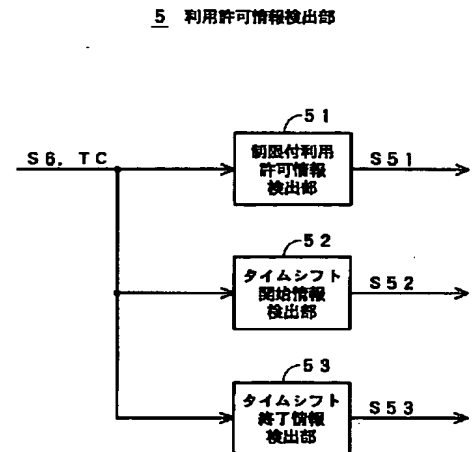 5 利用許可情報検出部
51
S6, TC
制限付利用
許可情報
検出部
S51
52
タイムシフト
開始情報
検出部
S52
53
タイムシフト
終了情報
検出部
S53